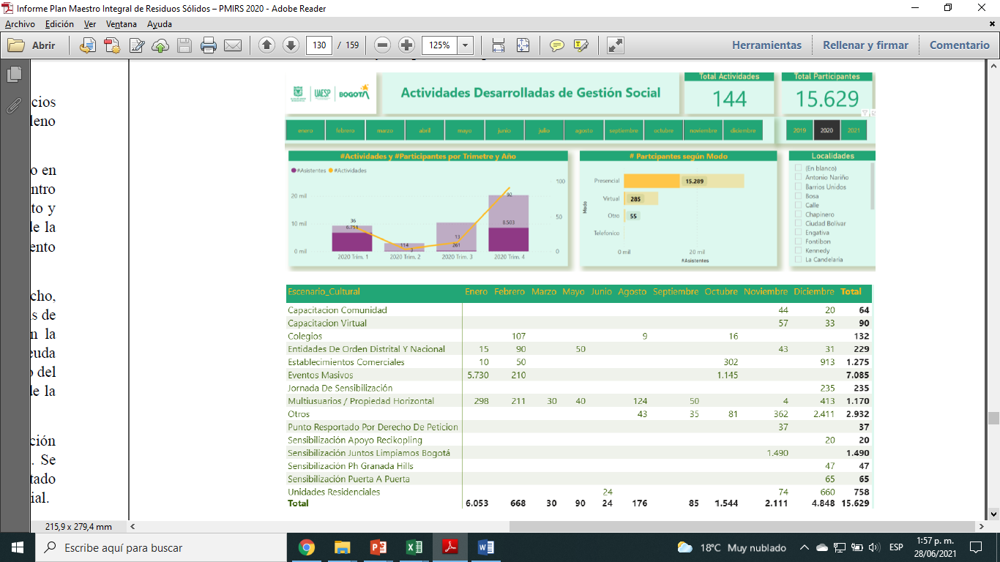 Informe Plan Maestro Integral de Residuos Sólidos – PMIRS 2020 - Adobe Reader
Archivo Edición Ver Ventana Ayuda
Abrir 130 / 159 125% Herramientas Rellenar y firmar Comentario
cios
leno
o en
ntro
to y
de la
ento
cho,
s de
n la
euda
o del
de la
ción
. Se
tado
ial.
UAESP BOGOTÁ
Actividades Desarrolladas de Gestión Social
Total Actividades
144
Total Participantes
15.629
enero febrero marzo abril mayo junio julio agosto septiembre octubre noviembre diciembre 2019 2020 2021
#Actividades y #Participantes por Trimetre y Año
#Asistentes #Actividades
20 mil
10 mil
0 mil
100
50
0
36
6.751
114
3
13
261
92
8.503
2020 Trim. 1 2020 Trim. 2 2020 Trim. 3 2020 Trim. 4
# Partcipantes según Modo
Modo
Presencial 15.289
Virtual 285
Otro 55
Telefonico
0 mil 20 mil
#Asistentes
Localidades
(En blanco)
Antonio Nariño
Barrios Unidos
Bosa
Calle
Chapinero
Ciudad Bolivar
Engativa
Fontibon
Kennedy
La Candelaria
Escenario_Cultural Enero Febrero Marzo Mayo Junio Agosto Septiembre Octubre Noviembre Diciembre Total
Capacitacion Comunidad 44 20 64
Capacitacion Virtual 57 33 90
Colegios 107 9 16 132
Entidades De Orden Distrital Y Nacional 15 90 50 43 31 229
Establecimientos Comerciales 10 50 302 913 1.275
Eventos Masivos 5.730 210 1.145 7.085
Jornada De Sensibilización 235 235
Multiusuarios / Propiedad Horizontal 298 211 30 40 124 50 4 413 1.170
Otros 43 35 81 362 2.411 2.932
Punto Resportado Por Derecho De Peticion 37 37
Sensibilización Apoyo Recikopling 20 20
Sensibilización Juntos Limpiamos Bogotá 1.490 1.490
Sensibilización Ph Granada Hills 47 47
Sensibilización Puerta A Puerta 65 65
Unidades Residenciales 24 74 660 758
Total 6.053 668 30 90 24 176 85 1.544 2.111 4.848 15.629
215,9 x 279,4 mm
Escribe aquí para buscar
18°C Muy nublado ESP 1:57 p. m.
28/06/2021